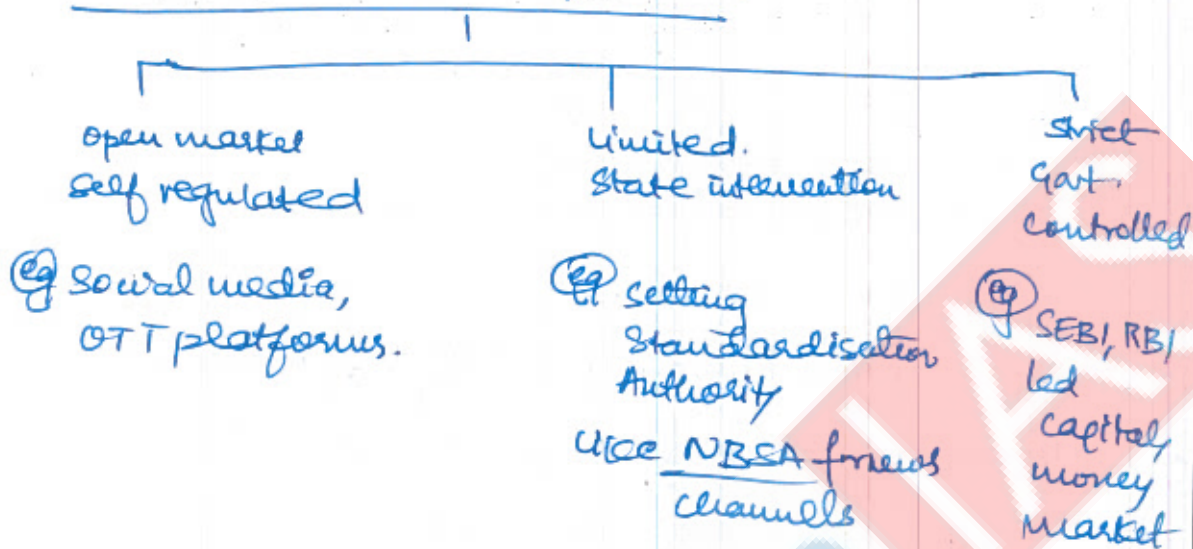 open market
self regulated
eg social media,
OTT platforms.
Limited.
State intervention
eg setting
Standardisation
Authority
like NBSA for news
channels
Strict
Govt.
controlled
eg SEBI, RBI
led
capital,
money
market
IAS